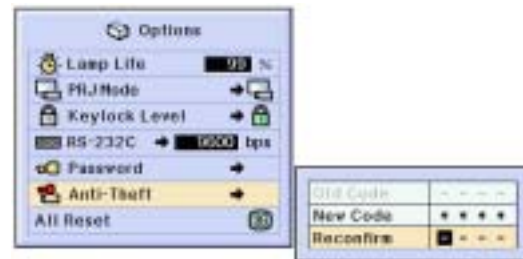 Options
Lamp Life 99 %
PRJ Mode
Keylock Level
RS-232C 9600 bps
Password
Anti-Theft
All Reset
Old Code - - - -
New Code * * * *
Reconfirm - - - -